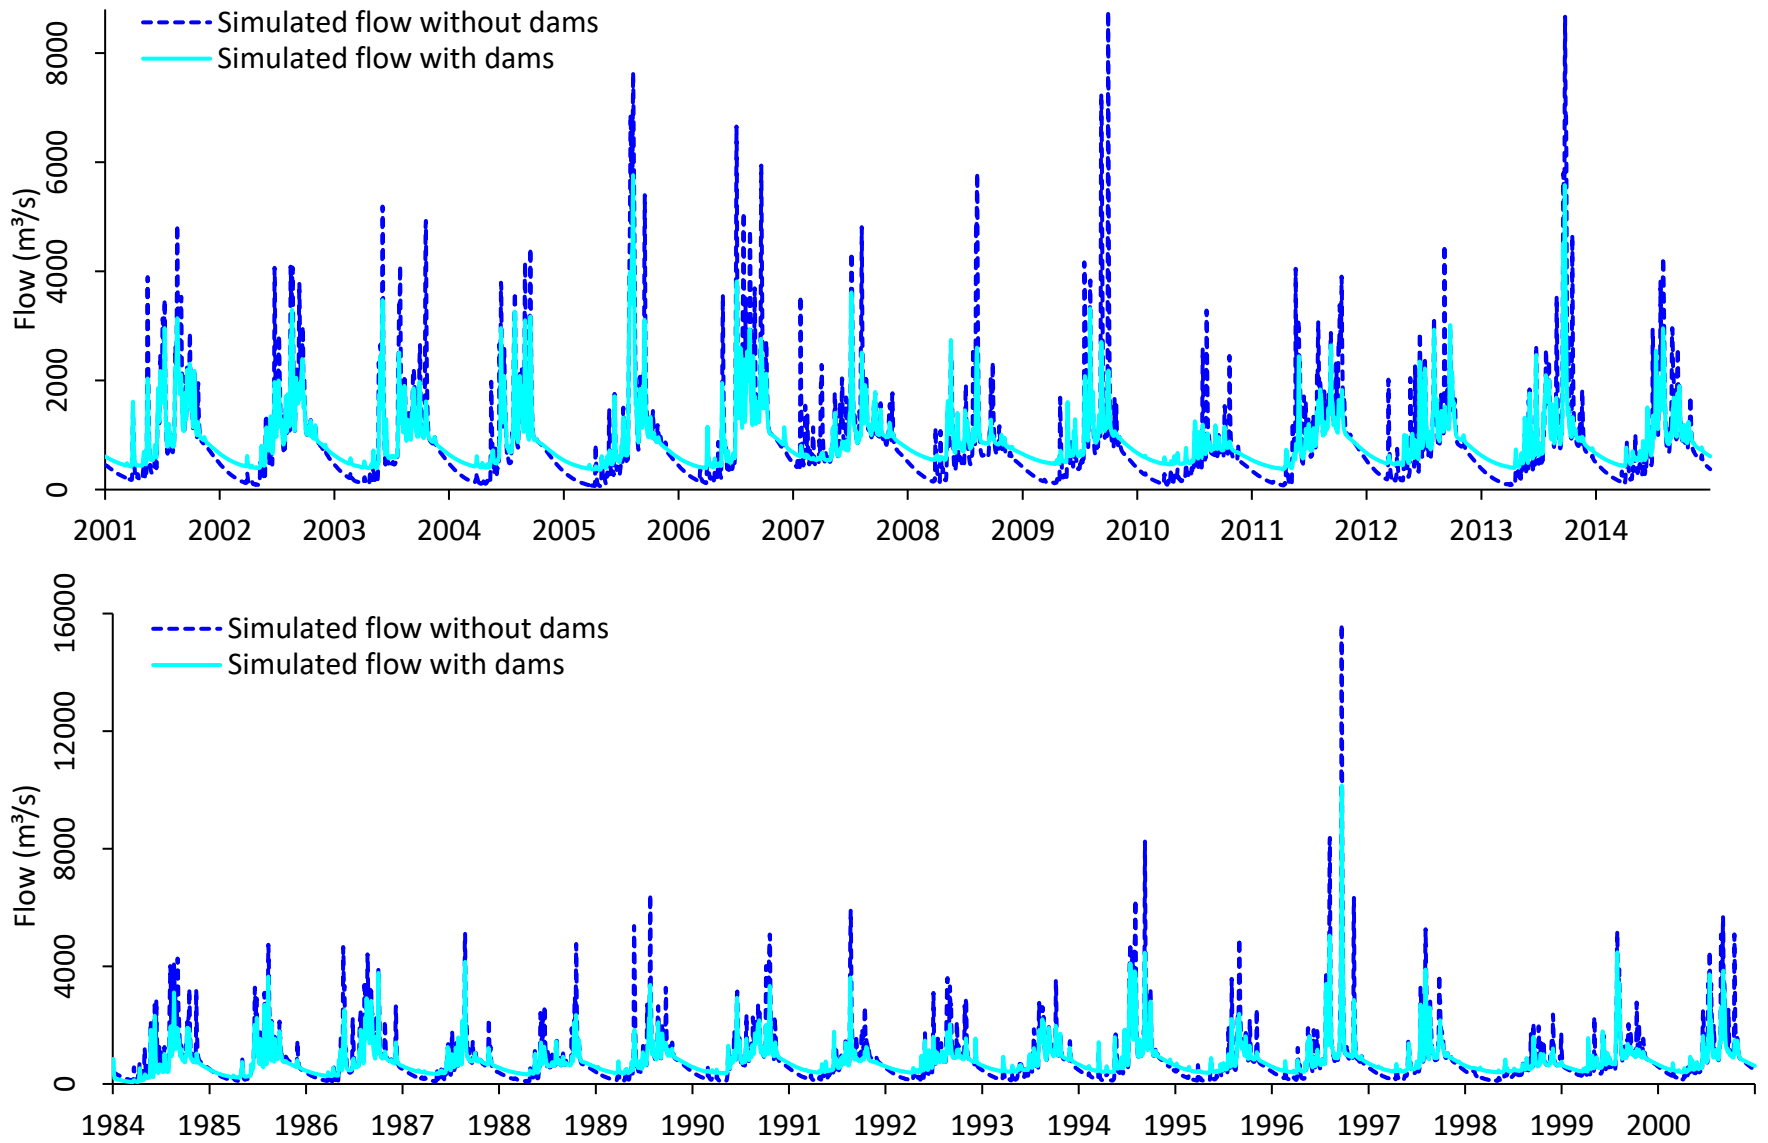 Simulated flow without dams
Simulated flow with dams
Flow (m³/s)
8000
6000
4000
2000
0
2001 2002 2003 2004 2005 2006 2007 2008 2009 2010 2011 2012 2013 2014
Simulated flow without dams
Simulated flow with dams
Flow (m³/s)
16000
12000
8000
4000
0
1984 1985 1986 1987 1988 1989 1990 1991 1992 1993 1994 1995 1996 1997 1998 1999 2000